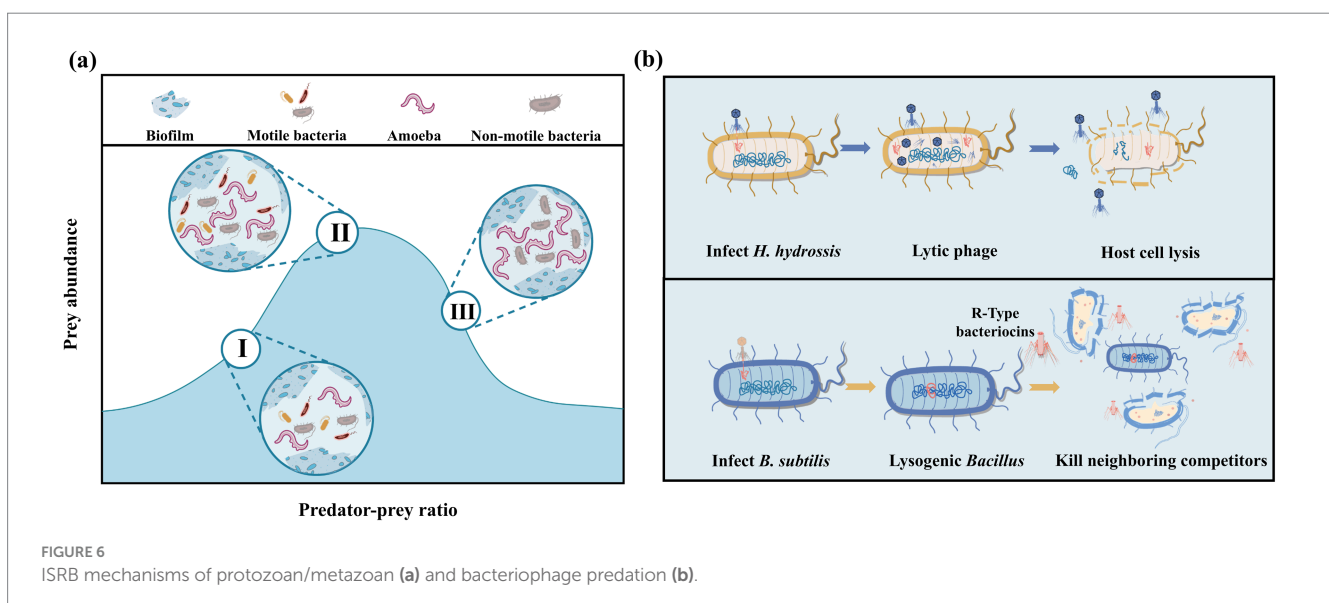 (a)
Biofilm
Motile bacteria
Amoeba
Non-motile bacteria
II
III
I
Prey abundance
Predator-prey ratio
(b)
Infect H. hydrossis
Lytic phage
Host cell lysis
R-Type
bacteriocins
Infect B. subtilis
Lysogenic Bacillus
Kill neighboring competitors
FIGURE 6
ISRB mechanisms of protozoan/metazoan (a) and bacteriophage predation (b).